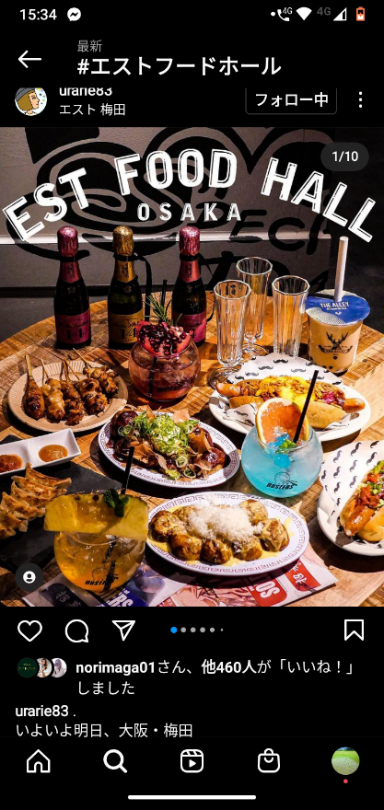 15:34
4G
4G
最新
#エストフードホール
urarie83
エスト 梅田
フォロー中
1/10
EST FOOD HALL
OSAKA
THE ALLEY
norimaga01さん、他460人が「いいね！」
しました
urarie83 .
いよいよ明日、大阪・梅田